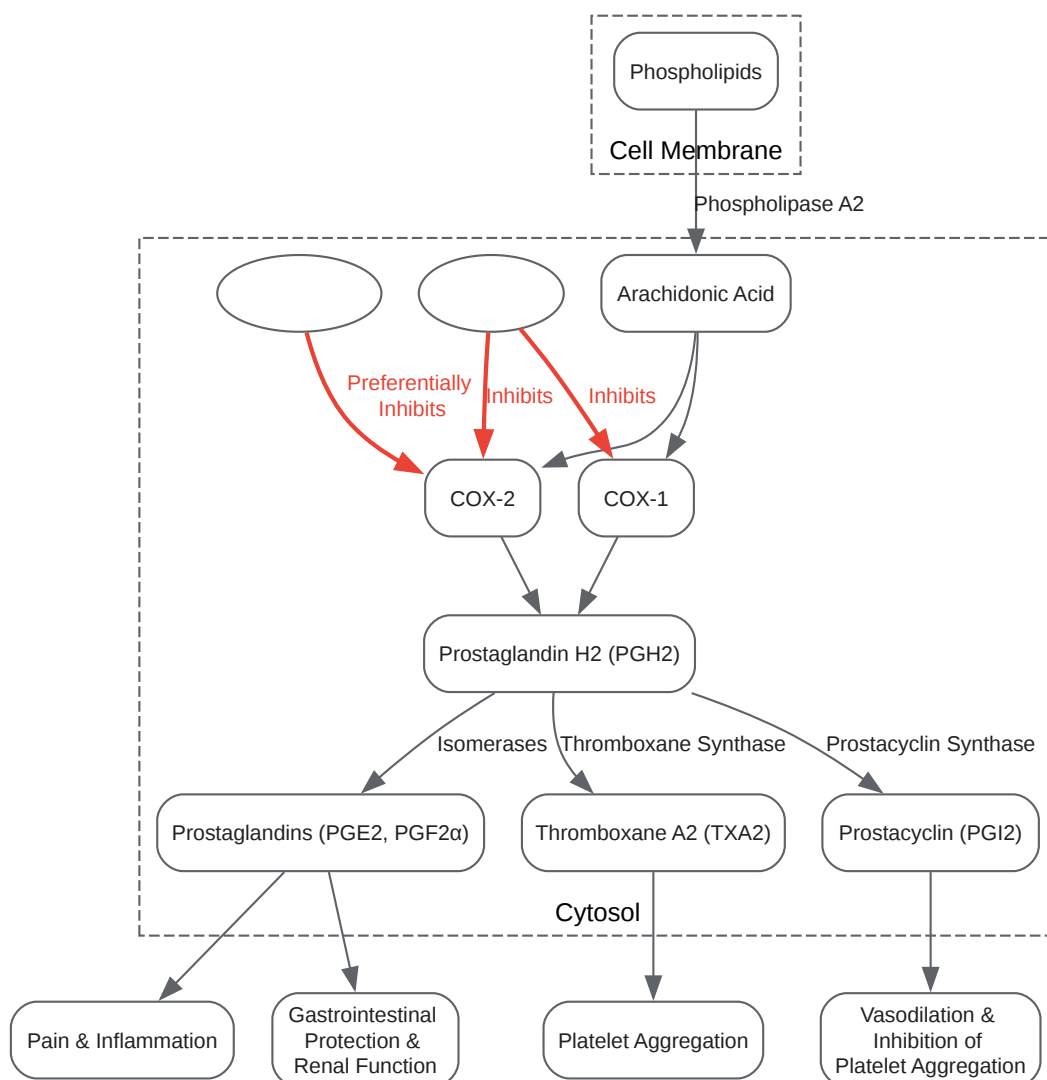 Phospholipids
Cell Membrane
Phospholipase A2
Arachidonic Acid
Preferentially
Inhibits
Inhibits
Inhibits
COX-2
COX-1
Prostaglandin H2 (PGH2)
Isomerases
Thromboxane Synthase
Prostacyclin Synthase
Prostaglandins (PGE2, PGF2α)
Thromboxane A2 (TXA2)
Prostacyclin (PGI2)
Cytosol
Pain & Inflammation
Gastrointestinal
Protection &
Renal Function
Platelet Aggregation
Vasodilation &
Inhibition of
Platelet Aggregation